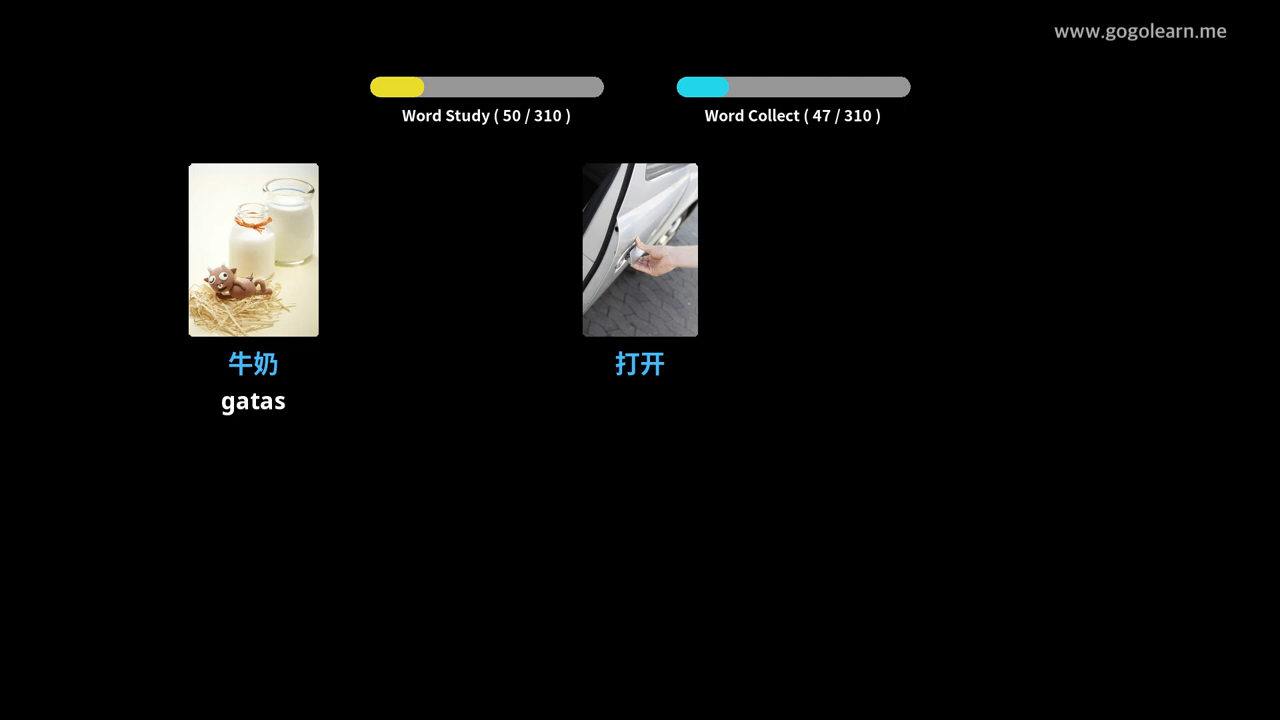 www.gogolearn.me
Word Study ( 50 / 310 )
Word Collect ( 47 / 310 )
牛奶
gatas
打开